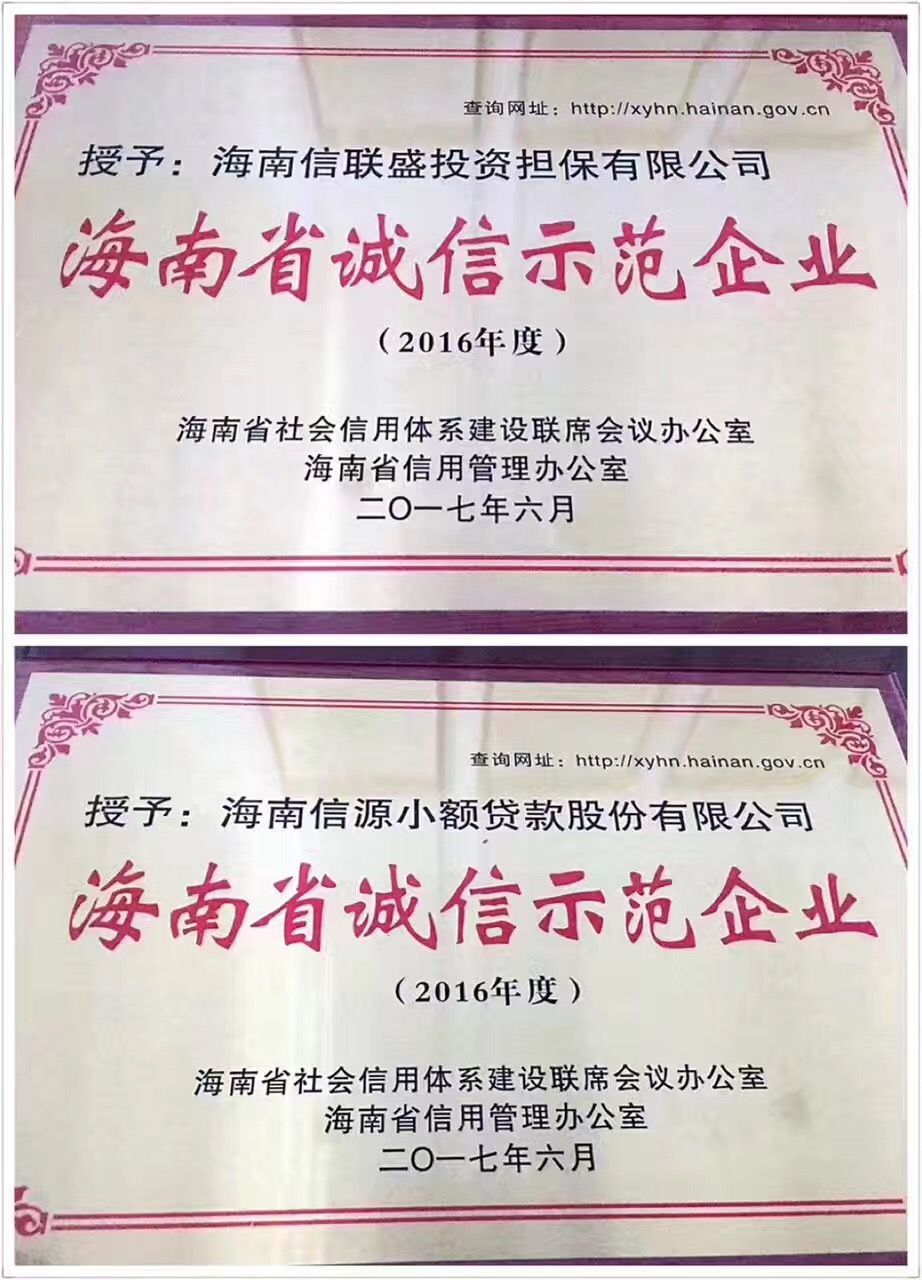 查询网址：http://xyhn.hainan.gov.cn
授予：海南信联盛投资担保有限公司
海南省诚信示范企业
（2016年度）
海南省社会信用体系建设联席会议办公室
海南省信用管理办公室
二〇一七年六月
查询网址：http://xyhn.hainan.gov.cn
授予：海南信源小额贷款股份有限公司
海南省诚信示范企业
（2016年度）
海南省社会信用体系建设联席会议办公室
海南省信用管理办公室
二〇一七年六月